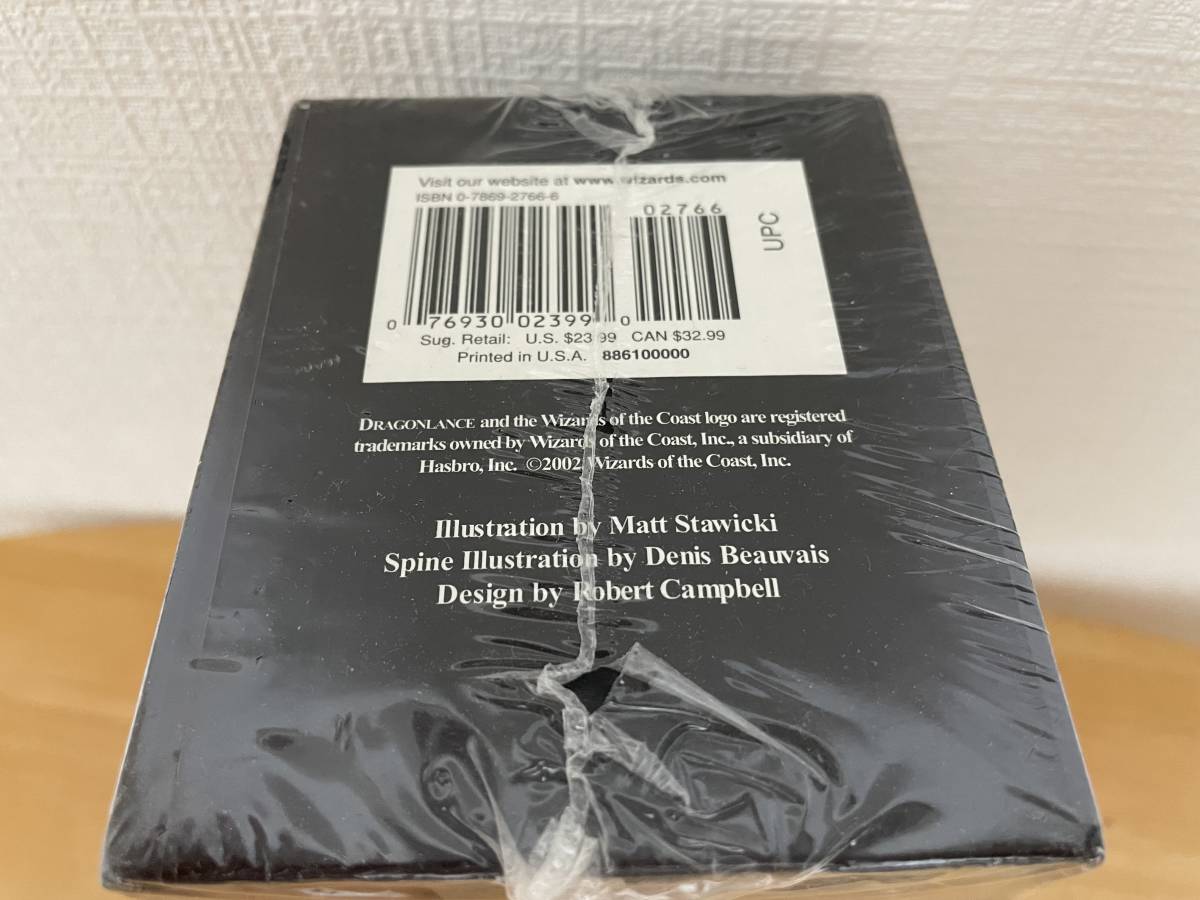 Visit our website at www.wizards.com
ISBN 0-7869-2766-6
02766
UPC
0 76930 02399 0
Sug. Retail: U.S. $23.99 CAN $32.99
Printed in U.S.A. 886100000
DRAGONLANCE and the Wizards of the Coast logo are registered
trademarks owned by Wizards of the Coast, Inc., a subsidiary of
Hasbro, Inc. ©2002 Wizards of the Coast, Inc.
Illustration by Matt Stawicki
Spine Illustration by Denis Beauvais
Design by Robert Campbell